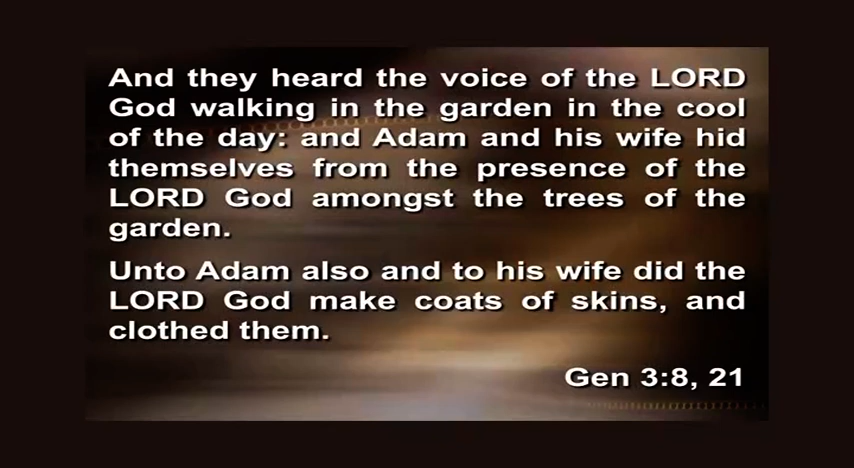 And they heard the voice of the LORD
God walking in the garden in the cool
of the day: and Adam and his wife hid
themselves from the presence of the
LORD God amongst the trees of the
garden.
Unto Adam also and to his wife did the
LORD God make coats of skins, and
clothed them.
Gen 3:8, 21